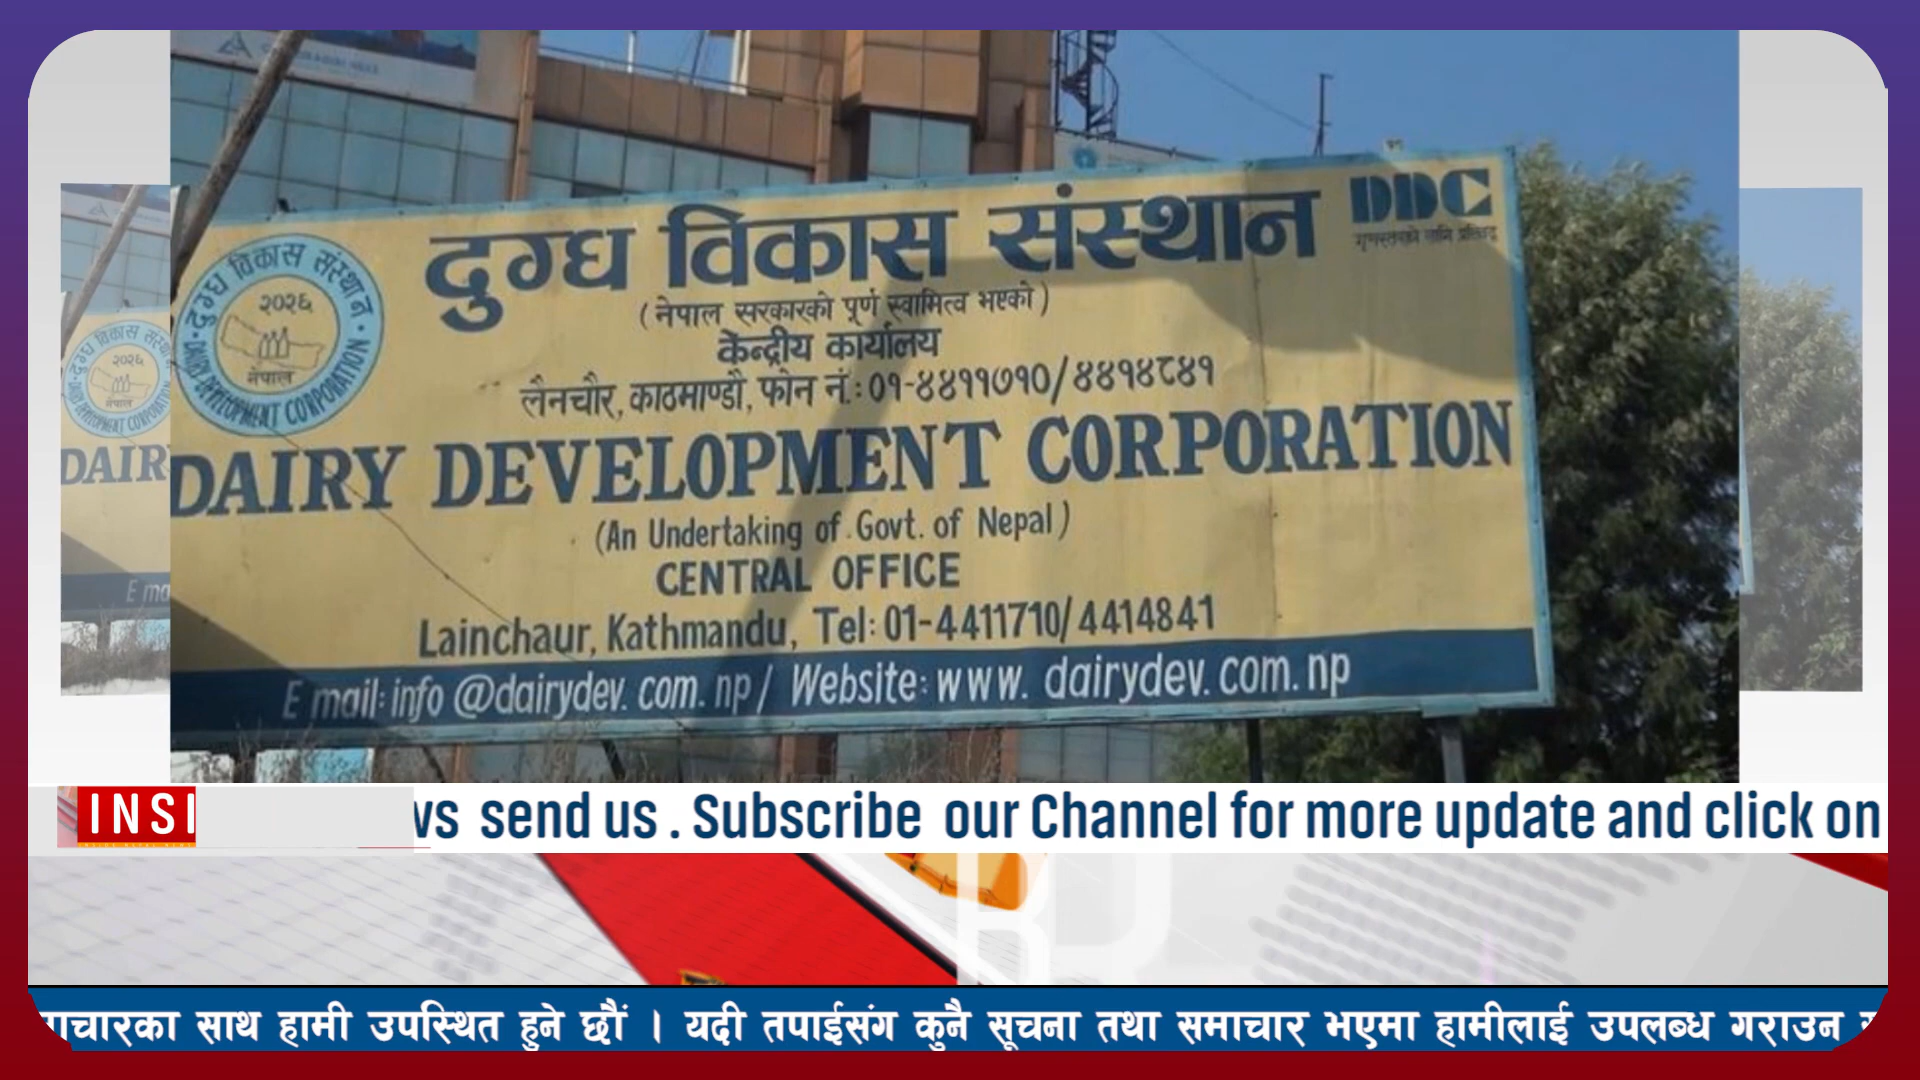 दुग्ध विकास संस्थान
DDC
(नेपाल सरकारको पूर्ण स्वामित्व भएको)
केन्द्रीय कार्यालय
लैनचौर, काठमाण्डौ, फोन नं.: ०१-४४११७१०/४४१४८४१
दुग्ध विकास संस्थान
२०२६
नेपाल
DAIRY DEVELOPMENT CORPORATION
DAIRY DEVELOPMENT CORPORATION
(An Undertaking of Govt. of Nepal)
CENTRAL OFFICE
Lainchaur, Kathmandu, Tel: 01-4411710/4414841
E mail: info @dairydev. com. np / Website: www. dairydev. com. np
INSI
ws send us . Subscribe our Channel for more update and click on
ाचारका साथ हामी उपस्थित हुने छौं । यदी तपाईसंग कुनै सूचना तथा समाचार भएमा हामीलाई उपलब्ध गराउन